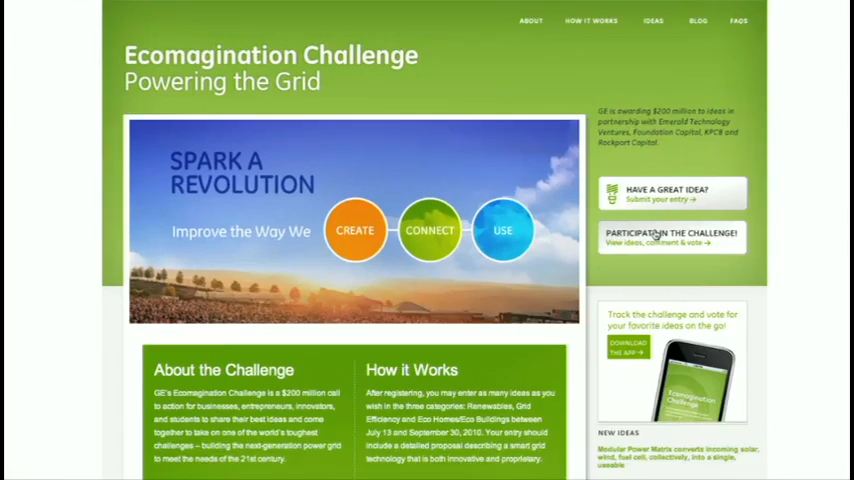 ABOUT HOW IT WORKS IDEAS BLOG FAQS
Ecomagination Challenge
Powering the Grid
GE is awarding $200 million to ideas in
partnership with Emerald Technology
Ventures, Foundation Capital, KPCB and
Rockport Capital.
SPARK A
REVOLUTION
Improve the Way We CREATE CONNECT USE
HAVE A GREAT IDEA?
Submit your entry →
PARTICIPATE IN THE CHALLENGE!
View ideas, comment & vote →
Track the challenge and vote for
your favorite ideas on the go!
DOWNLOAD
THE APP →
Ecomagination
Challenge
NEW IDEAS
Modular Power Matrix converts incoming solar,
wind, fuel cell, collectively, into a single,
useable
About the Challenge
GE's Ecomagination Challenge is a $200 million call
to action for businesses, entrepreneurs, innovators,
and students to share their best ideas and come
together to take on one of the world's toughest
challenges – building the next-generation power grid
to meet the needs of the 21st century.
How it Works
After registering, you may enter as many ideas as you
wish in the three categories: Renewables, Grid
Efficiency and Eco Homes/Eco Buildings between
July 13 and September 30, 2010. Your entry should
include a detailed proposal describing a smart grid
technology that is both innovative and proprietary.